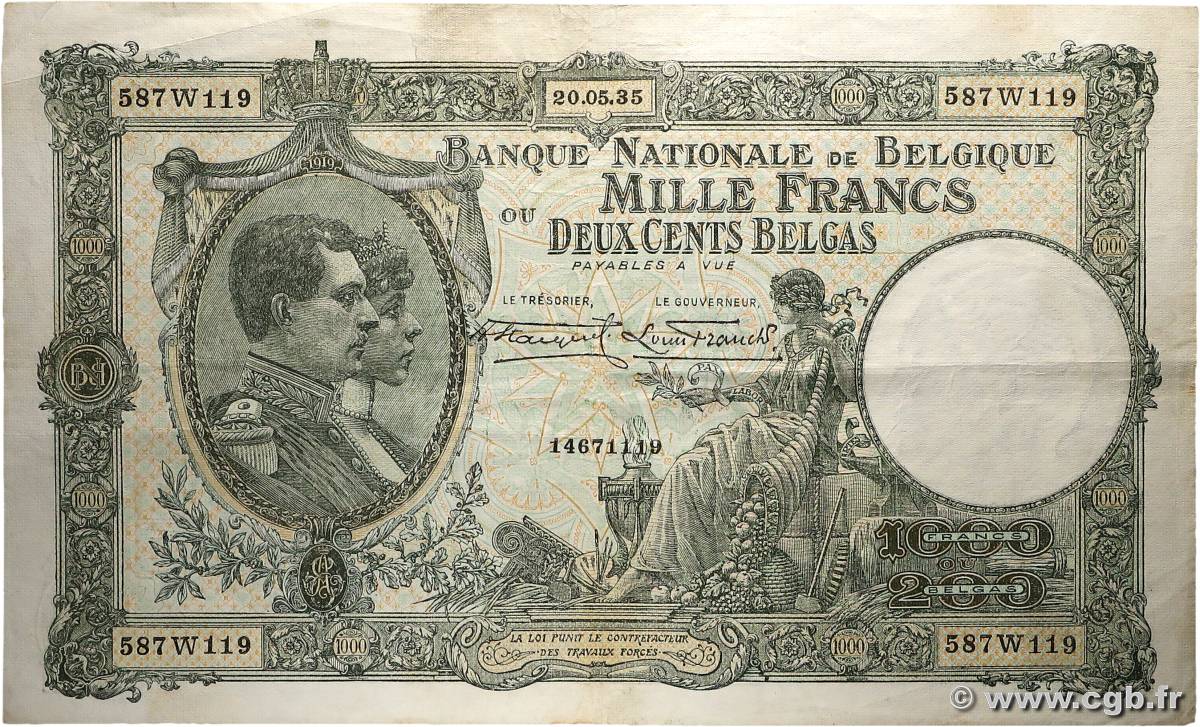 587W119
20.05.35
1000
587W119
1919
BANQUE NATIONALE DE BELGIQUE
MILLE FRANCS
OU
DEUX CENTS BELGAS
PAYABLES A VUE
1000
1000
LE TRÉSORIER,
LE GOUVERNEUR,
PAX
LABOR
14671119
1000
1000
1000
FRANCS
OU
200
BELGAS
587W119
1000
LA LOI PUNIT LE CONTREFACTEUR
DES TRAVAUX FORCÉS
1000
587W119
© www.cgb.fr